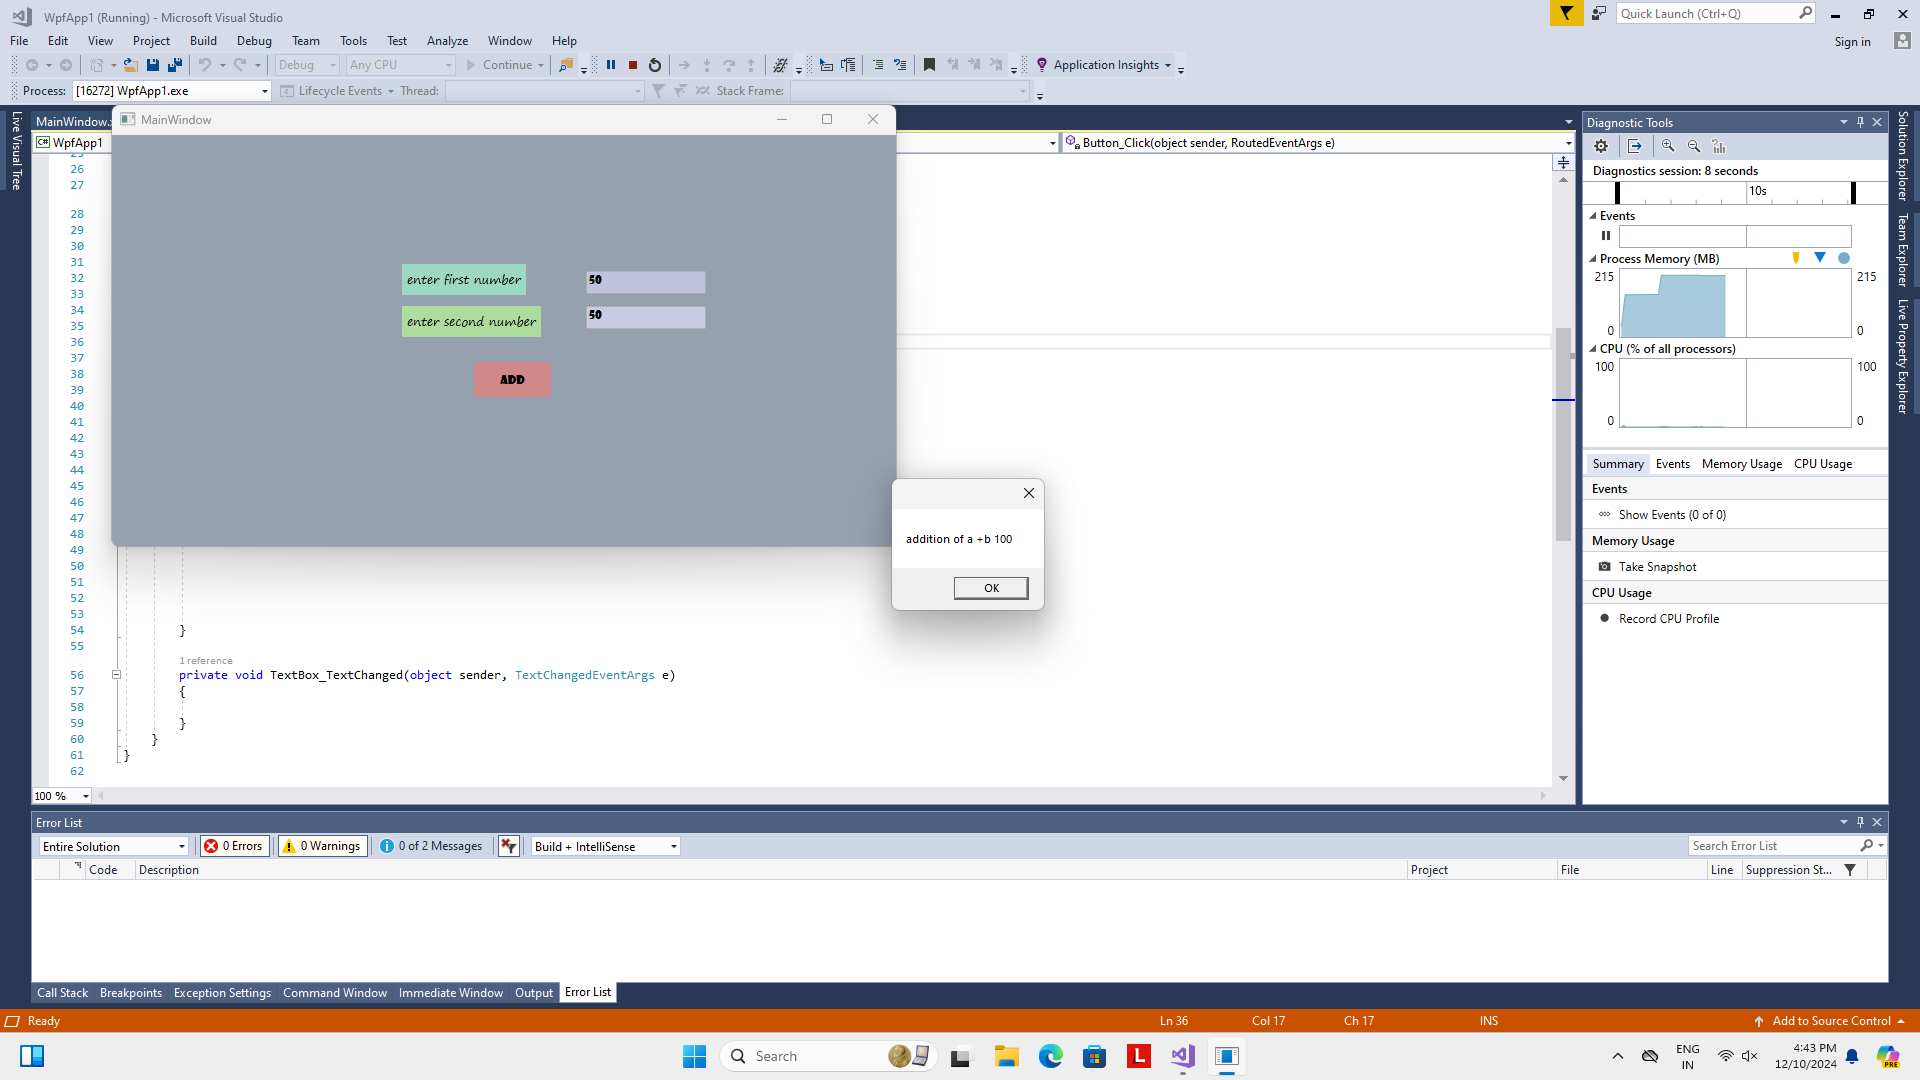 WpfApp1 (Running) - Microsoft Visual Studio
Quick Launch (Ctrl+Q)
File Edit View Project Build Debug Team Tools Test Analyze Window Help
Sign in
Debug Any CPU Continue Application Insights
Process: [16272] WpfApp1.exe Lifecycle Events Thread: Stack Frame:
Live Visual Tree
MainWindow.
WpfApp1
Button_Click(object sender, RoutedEventArgs e)
MainWindow
enter first number 50
enter second number 50
ADD
addition of a +b 100
OK
26
27
28
29
30
31
32
33
34
35
36
37
38
39
40
41
42
43
44
45
46
47
48
49
50
51
52
53
54 }
55
1 reference
56 private void TextBox_TextChanged(object sender, TextChangedEventArgs e)
57 {
58
59 }
60 }
61 }
62
100 %
Diagnostic Tools
Diagnostics session: 8 seconds
10s
Events
Process Memory (MB)
215 215
0 0
CPU (% of all processors)
100 100
0 0
Summary Events Memory Usage CPU Usage
Events
Show Events (0 of 0)
Memory Usage
Take Snapshot
CPU Usage
Record CPU Profile
Solution Explorer
Team Explorer
Live Property Explorer
Error List
Entire Solution 0 Errors 0 Warnings 0 of 2 Messages Build + IntelliSense Search Error List
Code Description Project File Line Suppression St...
Call Stack Breakpoints Exception Settings Command Window Immediate Window Output Error List
Ready Ln 36 Col 17 Ch 17 INS Add to Source Control
Search
L
ENG
IN
4:43 PM
12/10/2024
PRE